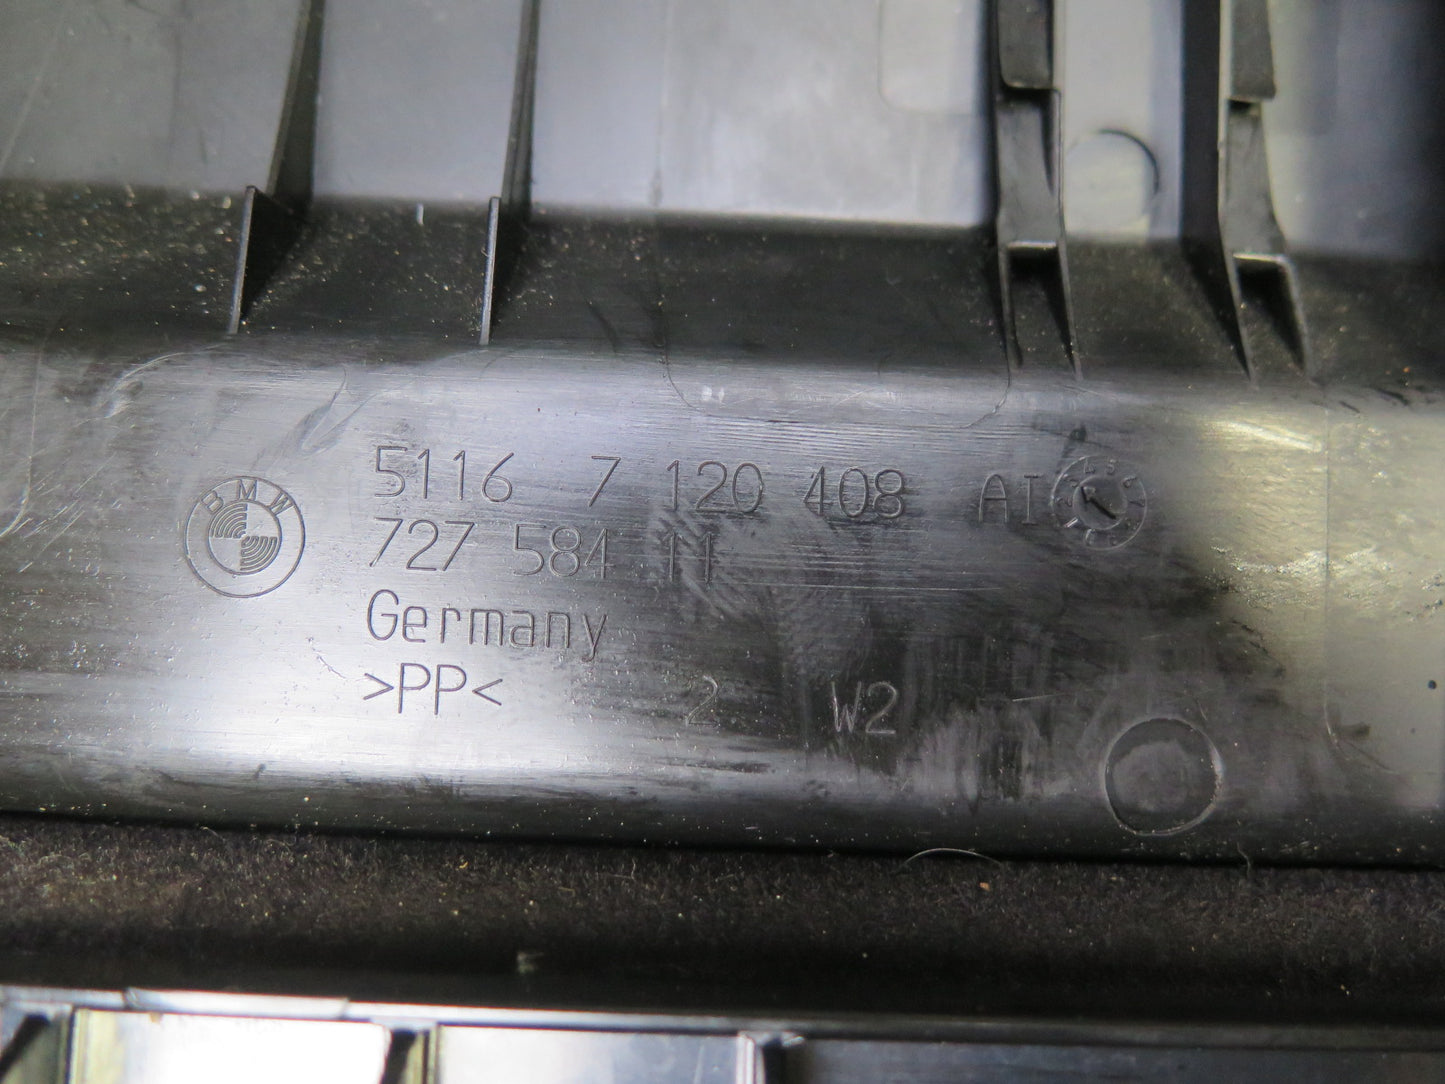 BMW
5116 7 120 408 AI
727 584 11
Germany
>PP<
2 W2